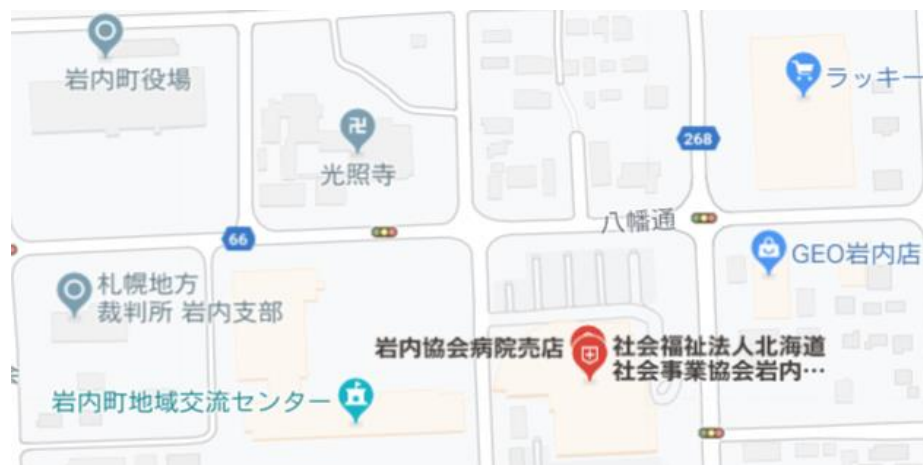 岩内町役場
ラッキー
光照寺
268
八幡通
66
GEO岩内店
札幌地方
裁判所 岩内支部
岩内協会病院売店
社会福祉法人北海道
社会事業協会岩内…
岩内町地域交流センター